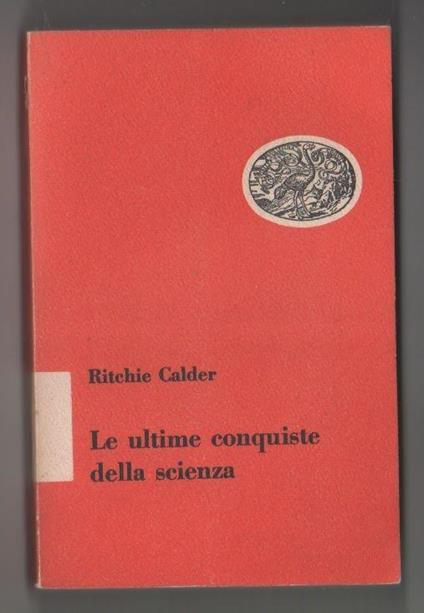 Ritchie Calder
Le ultime conquiste
della scienza